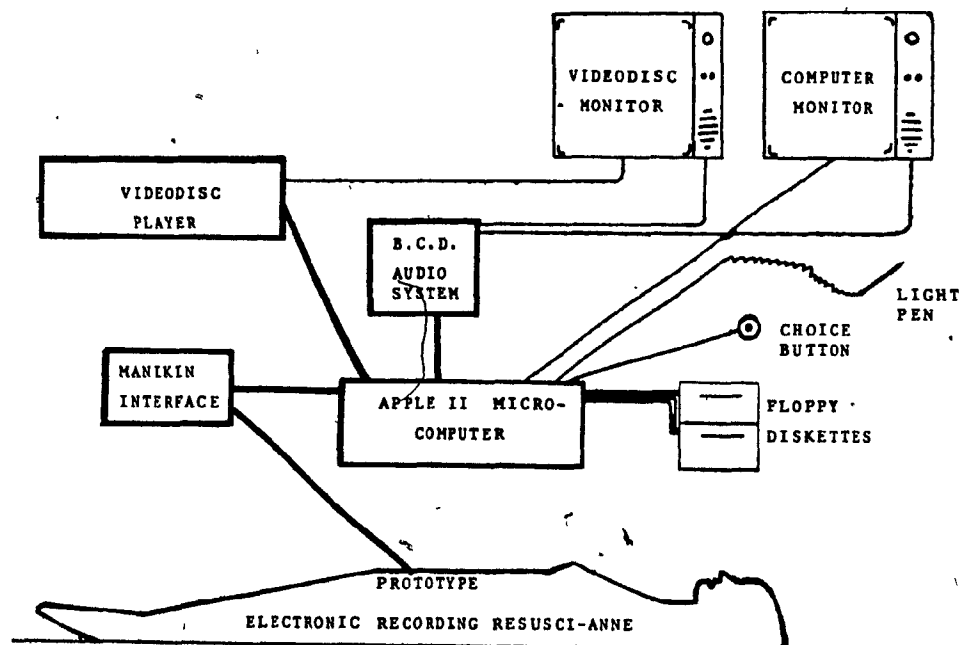 VIDEODISC
MONITOR
COMPUTER
MONITOR
VIDEODISC
PLAYER
B.C.D.
AUDIO
SYSTEM
LIGHT
PEN
CHOICE
BUTTON
MANIKIN
INTERFACE
APPLE II MICRO-
COMPUTER
FLOPPY
DISKETTES
PROTOTYPE
ELECTRONIC RECORDING RESUSCI-ANNE